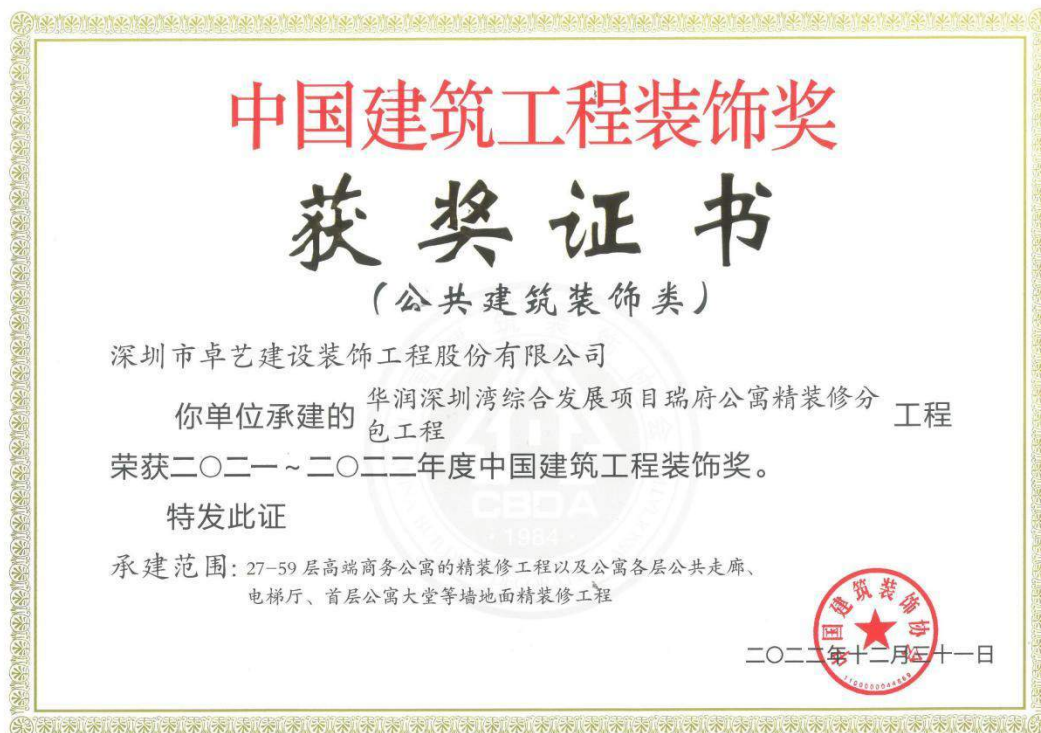 中国建筑工程装饰奖
获奖证书
(公共建筑装饰类)
深圳市卓艺建设装饰工程股份有限公司
你单位承建的 华润深圳湾综合发展项目瑞府公寓精装修分包工程 工程
荣获二〇二一~二〇二二年度中国建筑工程装饰奖。
特发此证
承建范围: 27-59 层高端商务公寓的精装修工程以及公寓各层公共走廊、
电梯厅、首层公寓大堂等墙地面精装修工程
中国建筑装饰协会
二〇二二年十二月三十一日
CBDA
·1984·